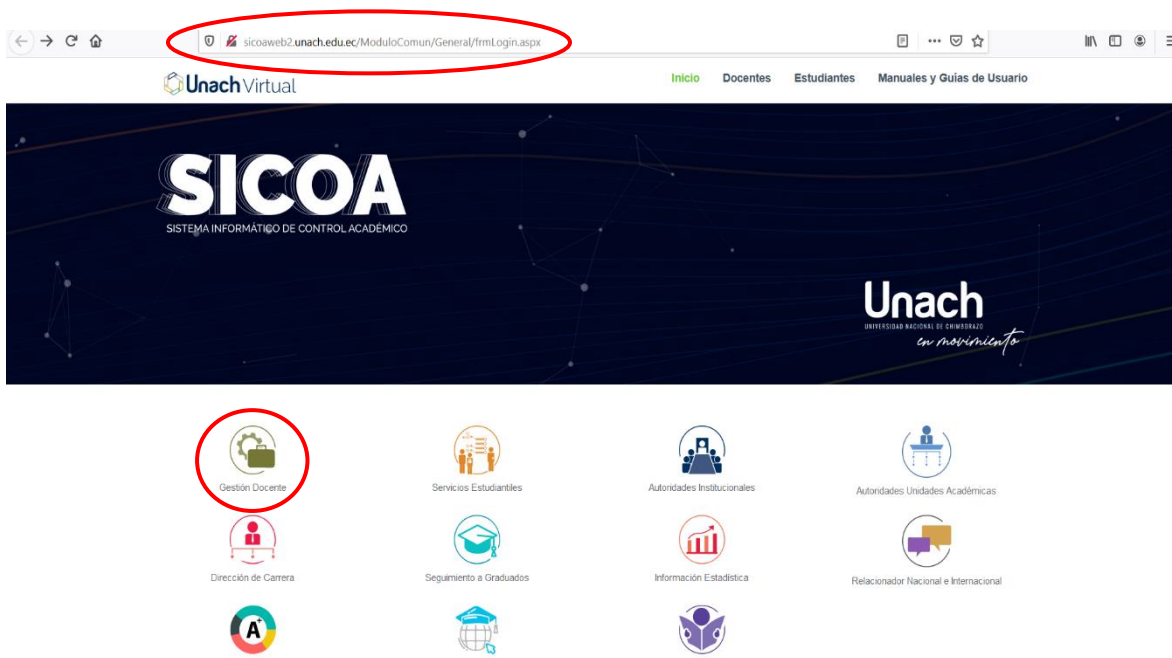 sicoaweb2.unach.edu.ec/ModuloComun/General/frmLogin.aspx
Unach Virtual
Inicio Docentes Estudiantes Manuales y Guias de Usuario
SICOA
SISTEMA INFORMÁTICO DE CONTROL ACADÉMICO
Unach
UNIVERSIDAD NACIONAL DE CHIMBORAZO
en movimiento
Gestión Docente
Servicios Estudiantiles
Autoridades Institucionales
Autoridades Unidades Académicas
Dirección de Carrera
Seguimiento a Graduados
Información Estadística
Relacionador Nacional e Internacional
A+